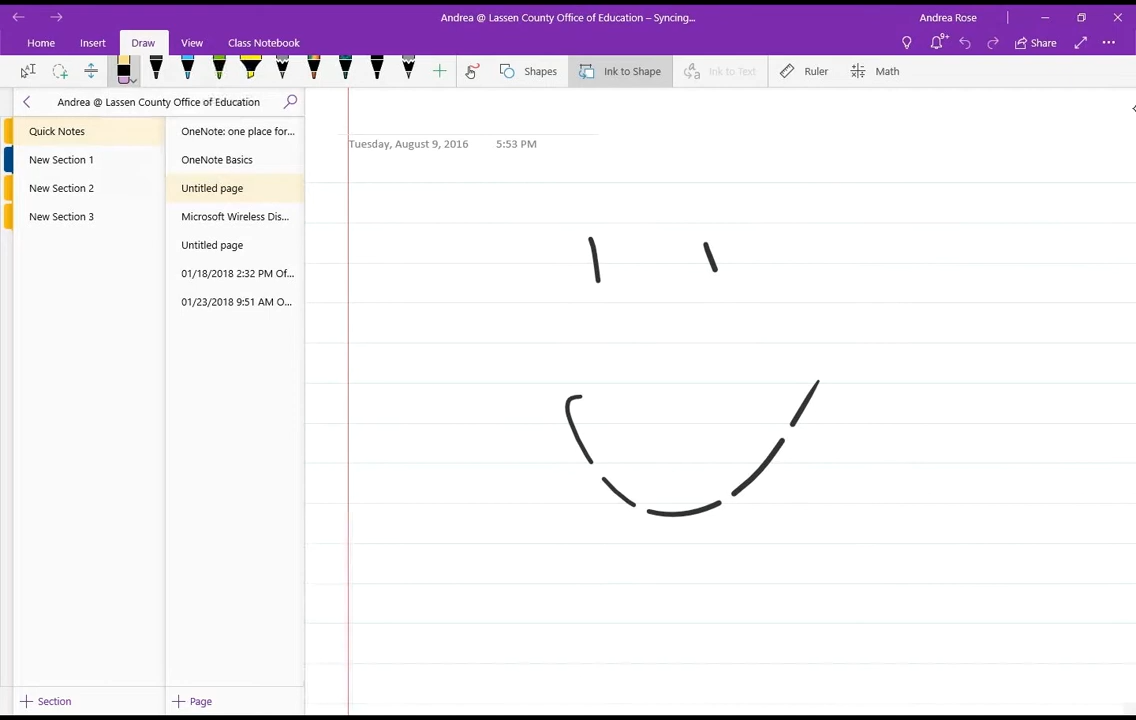 Andrea @ Lassen County Office of Education – Syncing...
Andrea Rose
Home Insert Draw View Class Notebook
9+
Share
Shapes
Ink to Shape
Ink to Text
Ruler
Math
Andrea @ Lassen County Office of Education
Quick Notes
New Section 1
New Section 2
New Section 3
OneNote: one place for...
OneNote Basics
Untitled page
Microsoft Wireless Dis...
Untitled page
01/18/2018 2:32 PM Of...
01/23/2018 9:51 AM O...
Tuesday, August 9, 2016 5:53 PM
+ Section
+ Page